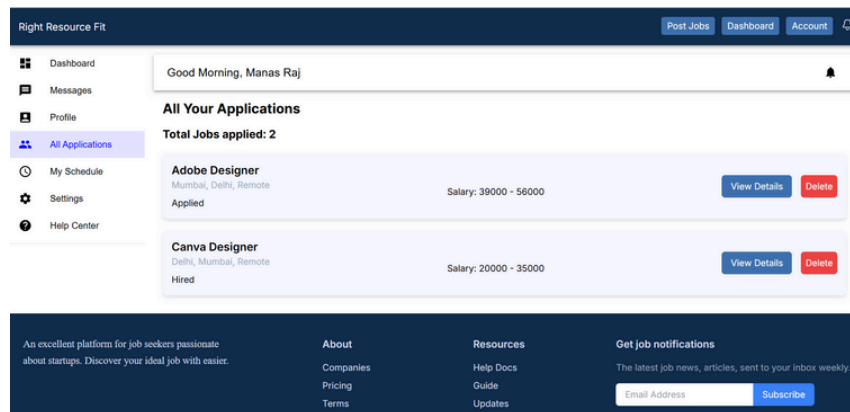 Right Resource Fit
Post Jobs Dashboard Account
Dashboard
Messages
Profile
All Applications
My Schedule
Settings
Help Center
Good Morning, Manas Raj
All Your Applications
Total Jobs applied: 2
Adobe Designer
Mumbai, Delhi, Remote
Applied
Salary: 39000 - 56000
View Details Delete
Canva Designer
Delhi, Mumbai, Remote
Hired
Salary: 20000 - 35000
View Details Delete
An excellent platform for job seekers passionate
about startups. Discover your ideal job with easier.
About
Companies
Pricing
Terms
Resources
Help Docs
Guide
Updates
Get job notifications
The latest job news, articles, sent to your inbox weekly.
Email Address Subscribe